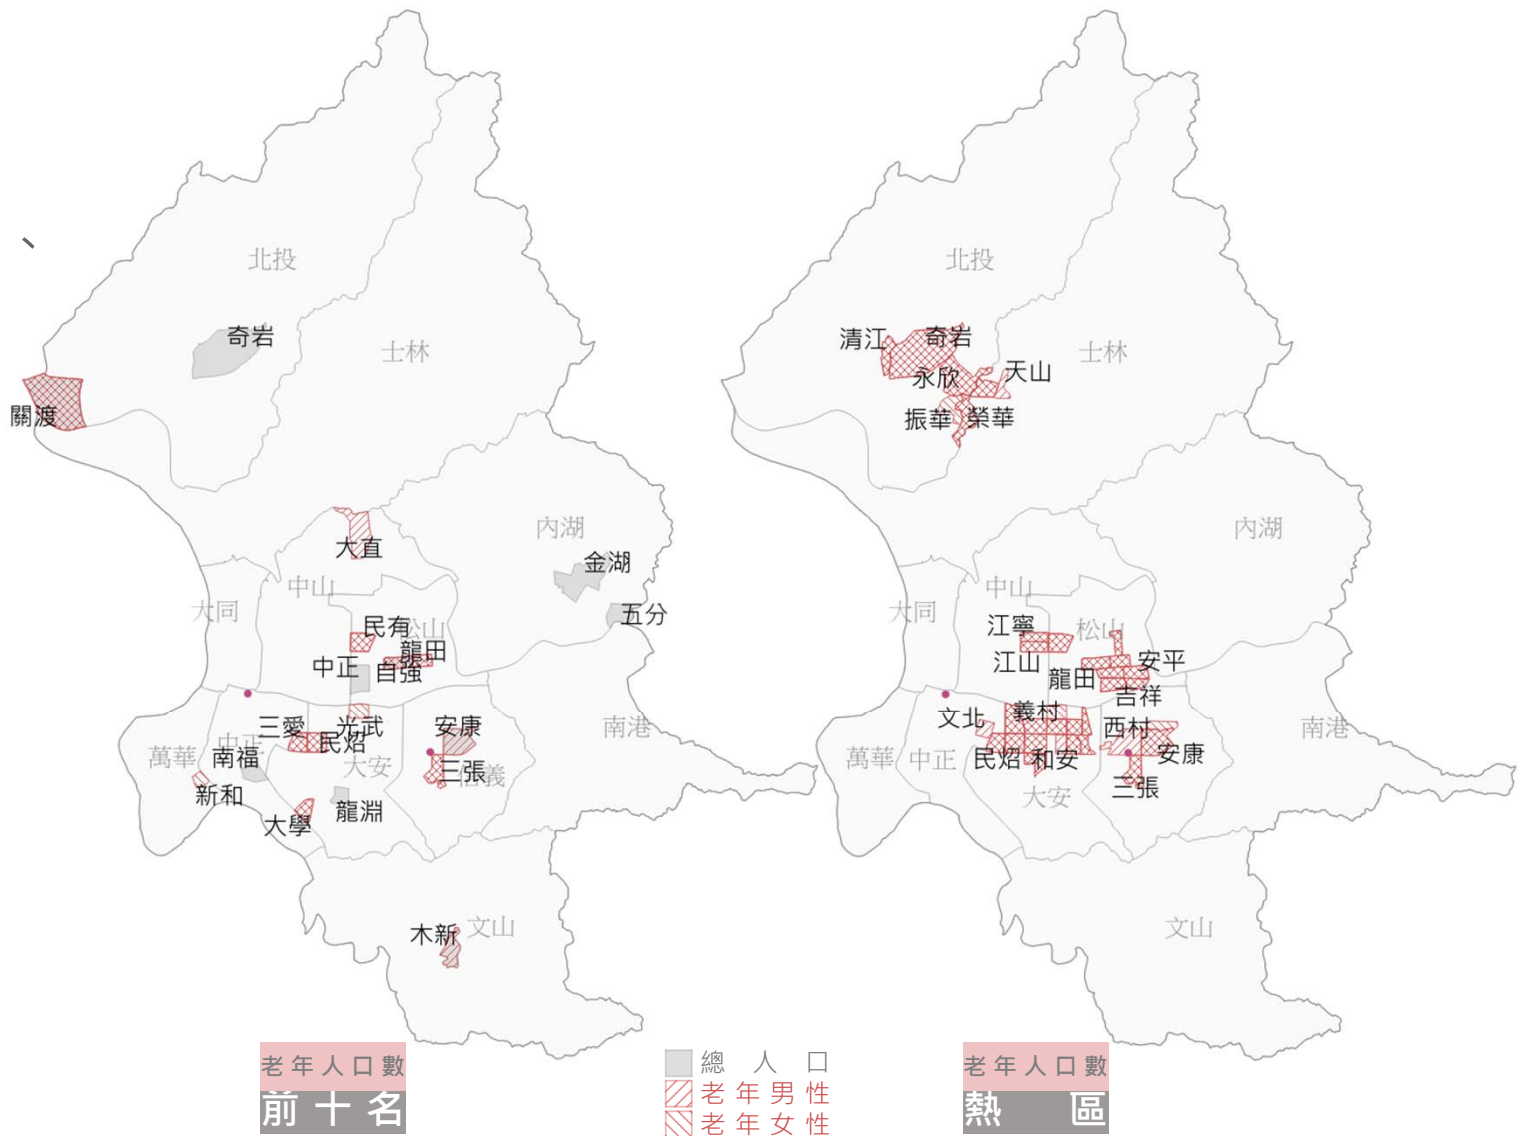 、
北投
奇岩
士林
關渡
大直
內湖
金湖
五分
中山
大同
民有
松山
龍田
中正
自強
三愛
光武
安康
南港
萬華
中正
民炤
南福
大安
三張
信義
新和
龍淵
大學
木新
文山
北投
清江
奇岩
士林
永欣
天山
振華
榮華
內湖
中山
大同
江寧
松山
江山
龍田
安平
吉祥
文北
義村
西村
南港
萬華
中正
民炤
和安
安康
大安
三張
文山
老年人口數
前十名
總人口
老年男性
老年女性
老年人口數
熱區